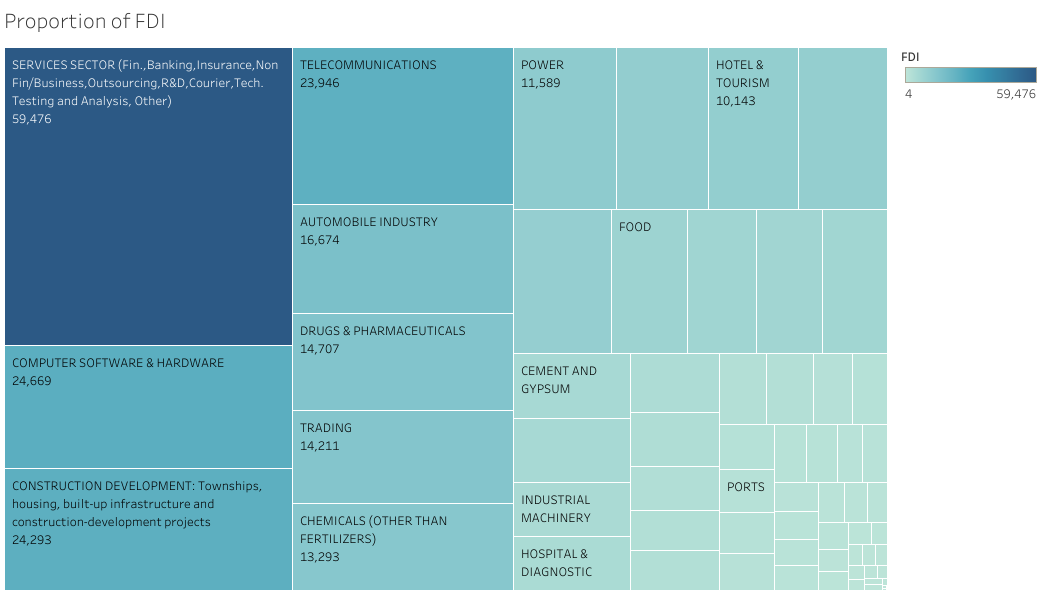 Proportion of FDI
SERVICES SECTOR (Fin.,Banking,Insurance,Non
Fin/Business,Outsourcing,R&D,Courier,Tech.
Testing and Analysis, Other)
59,476
COMPUTER SOFTWARE & HARDWARE
24,669
CONSTRUCTION DEVELOPMENT: Townships,
housing, built-up infrastructure and
construction-development projects
24,293
TELECOMMUNICATIONS
23,946
AUTOMOBILE INDUSTRY
16,674
DRUGS & PHARMACEUTICALS
14,707
TRADING
14,211
CHEMICALS (OTHER THAN
FERTILIZERS)
13,293
POWER
11,589
HOTEL &
TOURISM
10,143
FOOD
CEMENT AND
GYPSUM
INDUSTRIAL
MACHINERY
HOSPITAL &
DIAGNOSTIC
PORTS
FDI
4 59,476